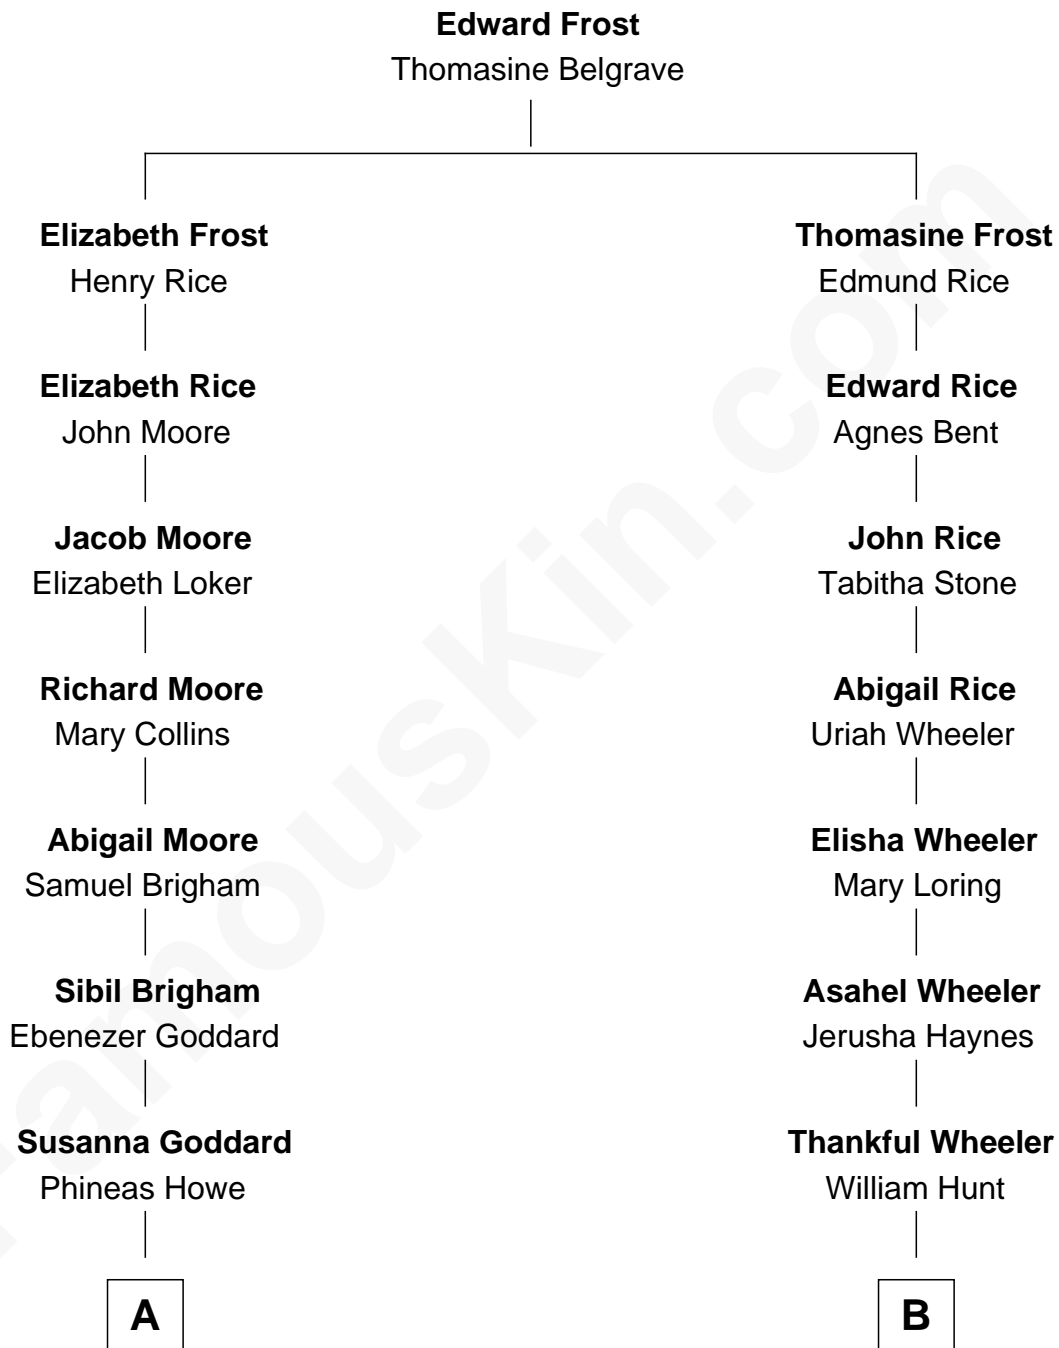 Edward Frost
Thomasine Belgrave
Elizabeth Frost
Henry Rice
Thomasine Frost
Edmund Rice
Elizabeth Rice
John Moore
Edward Rice
Agnes Bent
Jacob Moore
Elizabeth Loker
John Rice
Tabitha Stone
Richard Moore
Mary Collins
Abigail Rice
Uriah Wheeler
Abigail Moore
Samuel Brigham
Elisha Wheeler
Mary Loring
Sibil Brigham
Ebenezer Goddard
Asahel Wheeler
Jerusha Haynes
Susanna Goddard
Phineas Howe
Thankful Wheeler
William Hunt
A
B
FamousKin.com